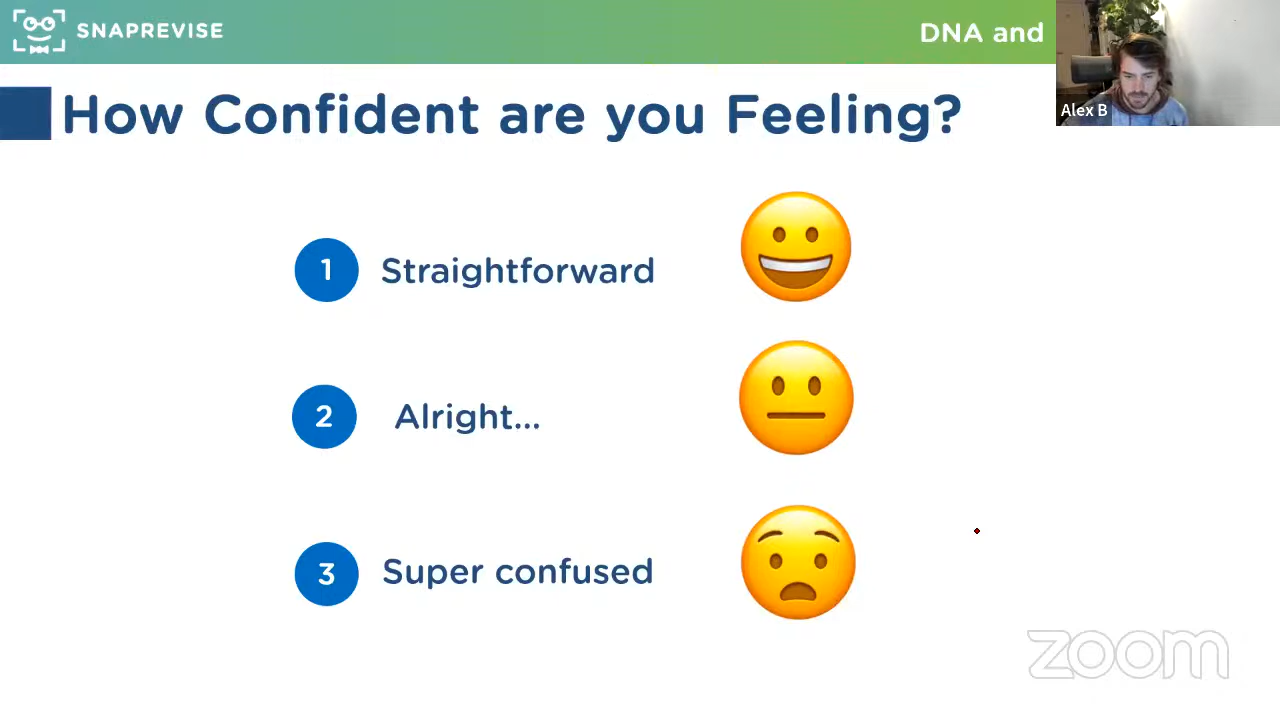 SNAPREVISE
DNA and
Alex B
How Confident are you Feeling?
1 Straightforward
2 Alright...
3 Super confused
zoom